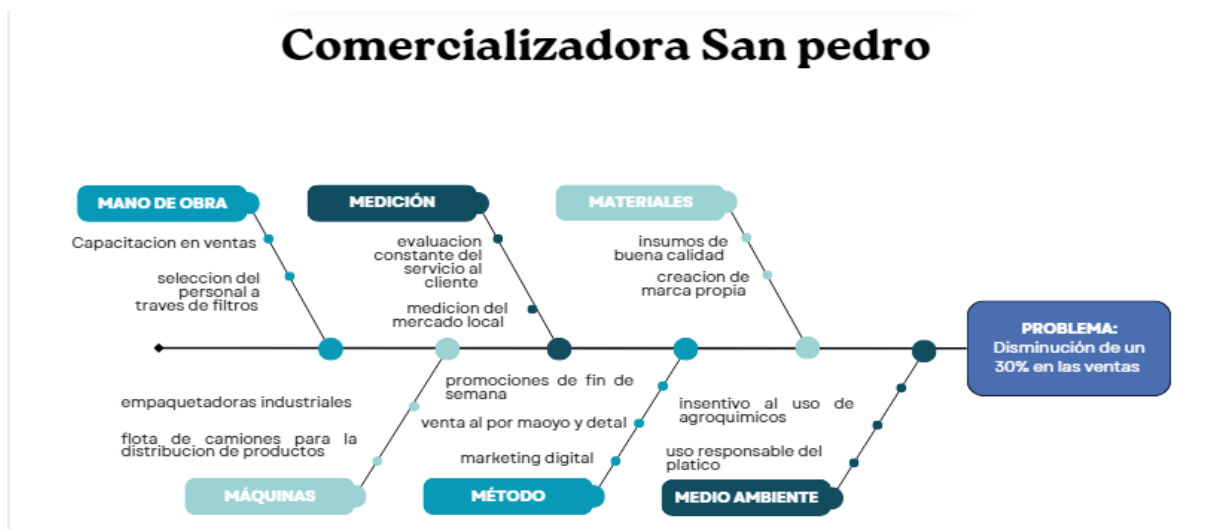 Comercializadora San pedro
MANO DE OBRA
MEDICIÓN
MATERIALES
Capacitacion en ventas
seleccion del
personal a
traves de filtros
evaluacion
constante del
servicio al
cliente
medicion del
mercado local
insumos de
buena calidad
creacion de
marca propia
PROBLEMA:
Disminución de un
30% en las ventas
empaquetadoras industriales
flota de camiones para la
distribucion de productos
promociones de fin de
semana
venta al por maoyo y detal
marketing digital
insentivo al uso de
agroquimicos
uso responsable del
platico
MÁQUINAS
MÉTODO
MEDIO AMBIENTE